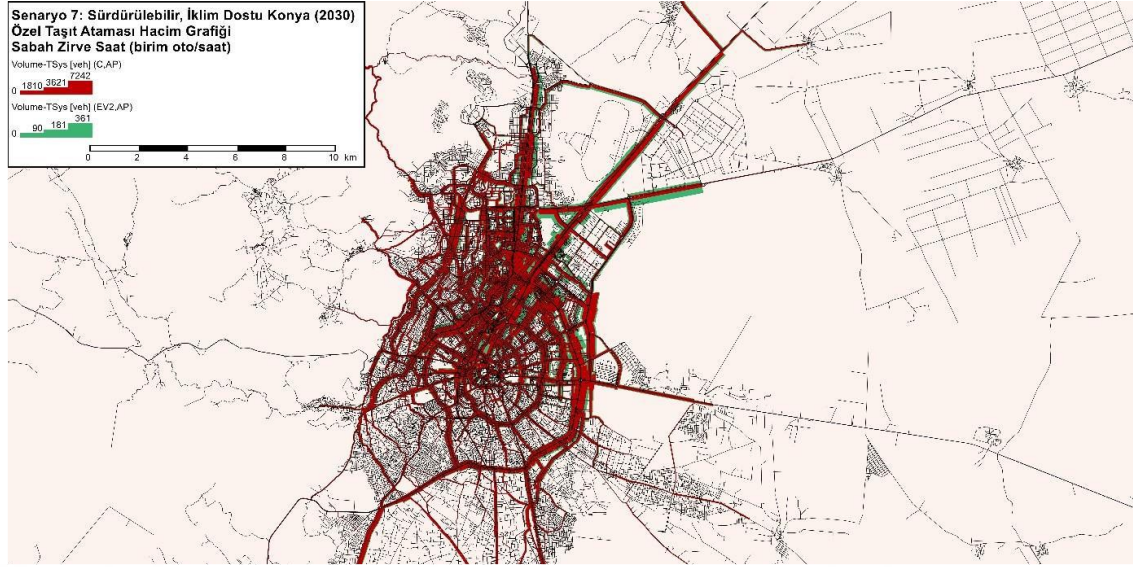 Senaryo 7: Sürdürülebilir, İklim Dostu Konya (2030)
Özel Taşıt Ataması Hacim Grafiği
Sabah Zirve Saat (birim oto/saat)
Volume-TSys [veh] (C,AP)
0 1810 3621 7242
Volume-TSys [veh] (EV2,AP)
0 90 181 361
0 2 4 6 8 10 km